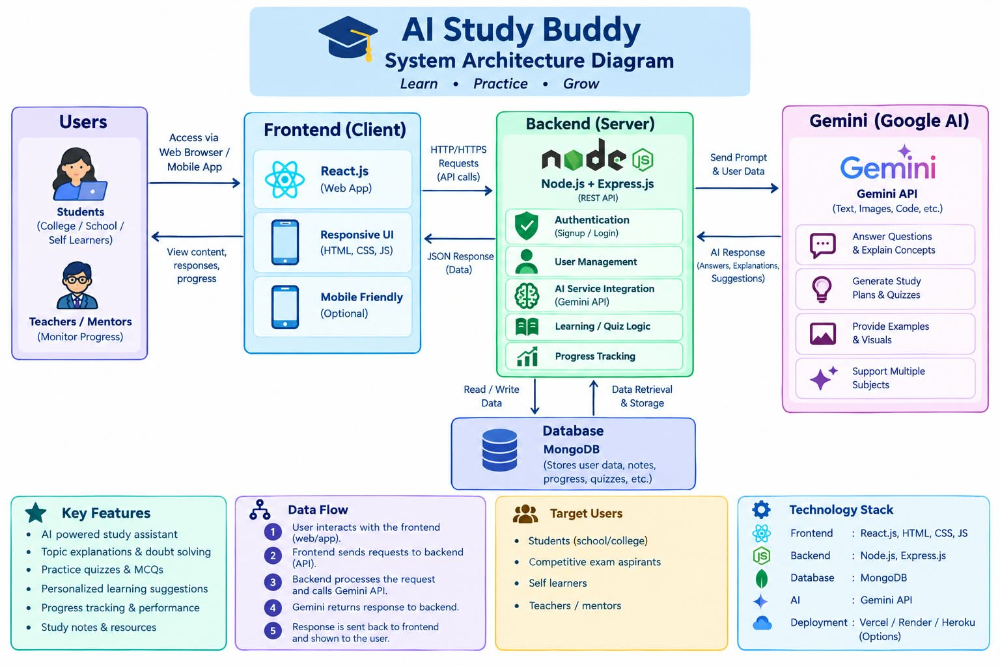 AI Study Buddy
System Architecture Diagram
Learn • Practice • Grow
Users
Students
(College / School /
Self Learners)
Teachers / Mentors
(Monitor Progress)
Access via
Web Browser /
Mobile App
View content,
responses,
progress
Frontend (Client)
React.js
(Web App)
Responsive UI
(HTML, CSS, JS)
Mobile Friendly
(Optional)
HTTP/HTTPS
Requests
(API calls)
JSON Response
(Data)
Backend (Server)
node
JS
Node.js + Express.js
(REST API)
Authentication
(Signup / Login)
User Management
AI Service Integration
(Gemini API)
Learning / Quiz Logic
Progress Tracking
Send Prompt
& User Data
AI Response
(Answers, Explanations,
Suggestions)
Gemini (Google AI)
Gemini
Gemini API
(Text, Images, Code, etc.)
Answer Questions
& Explain Concepts
Generate Study
Plans & Quizzes
Provide Examples
& Visuals
Support Multiple
Subjects
Read / Write
Data
Data Retrieval
& Storage
Database
MongoDB
(Stores user data, notes,
progress, quizzes, etc.)
Key Features
• AI powered study assistant
• Topic explanations & doubt solving
• Practice quizzes & MCQs
• Personalized learning suggestions
• Progress tracking & performance
• Study notes & resources
Data Flow
1 User interacts with the frontend
(web/app).
2 Frontend sends requests to backend
(API).
3 Backend processes the request
and calls Gemini API.
4 Gemini returns response to backend.
5 Response is sent back to frontend
and shown to the user.
Target Users
• Students (school/college)
• Competitive exam aspirants
• Self learners
• Teachers / mentors
Technology Stack
Frontend : React.js, HTML, CSS, JS
JS Backend : Node.js, Express.js
Database : MongoDB
AI : Gemini API
Deployment : Vercel / Render / Heroku
(Options)